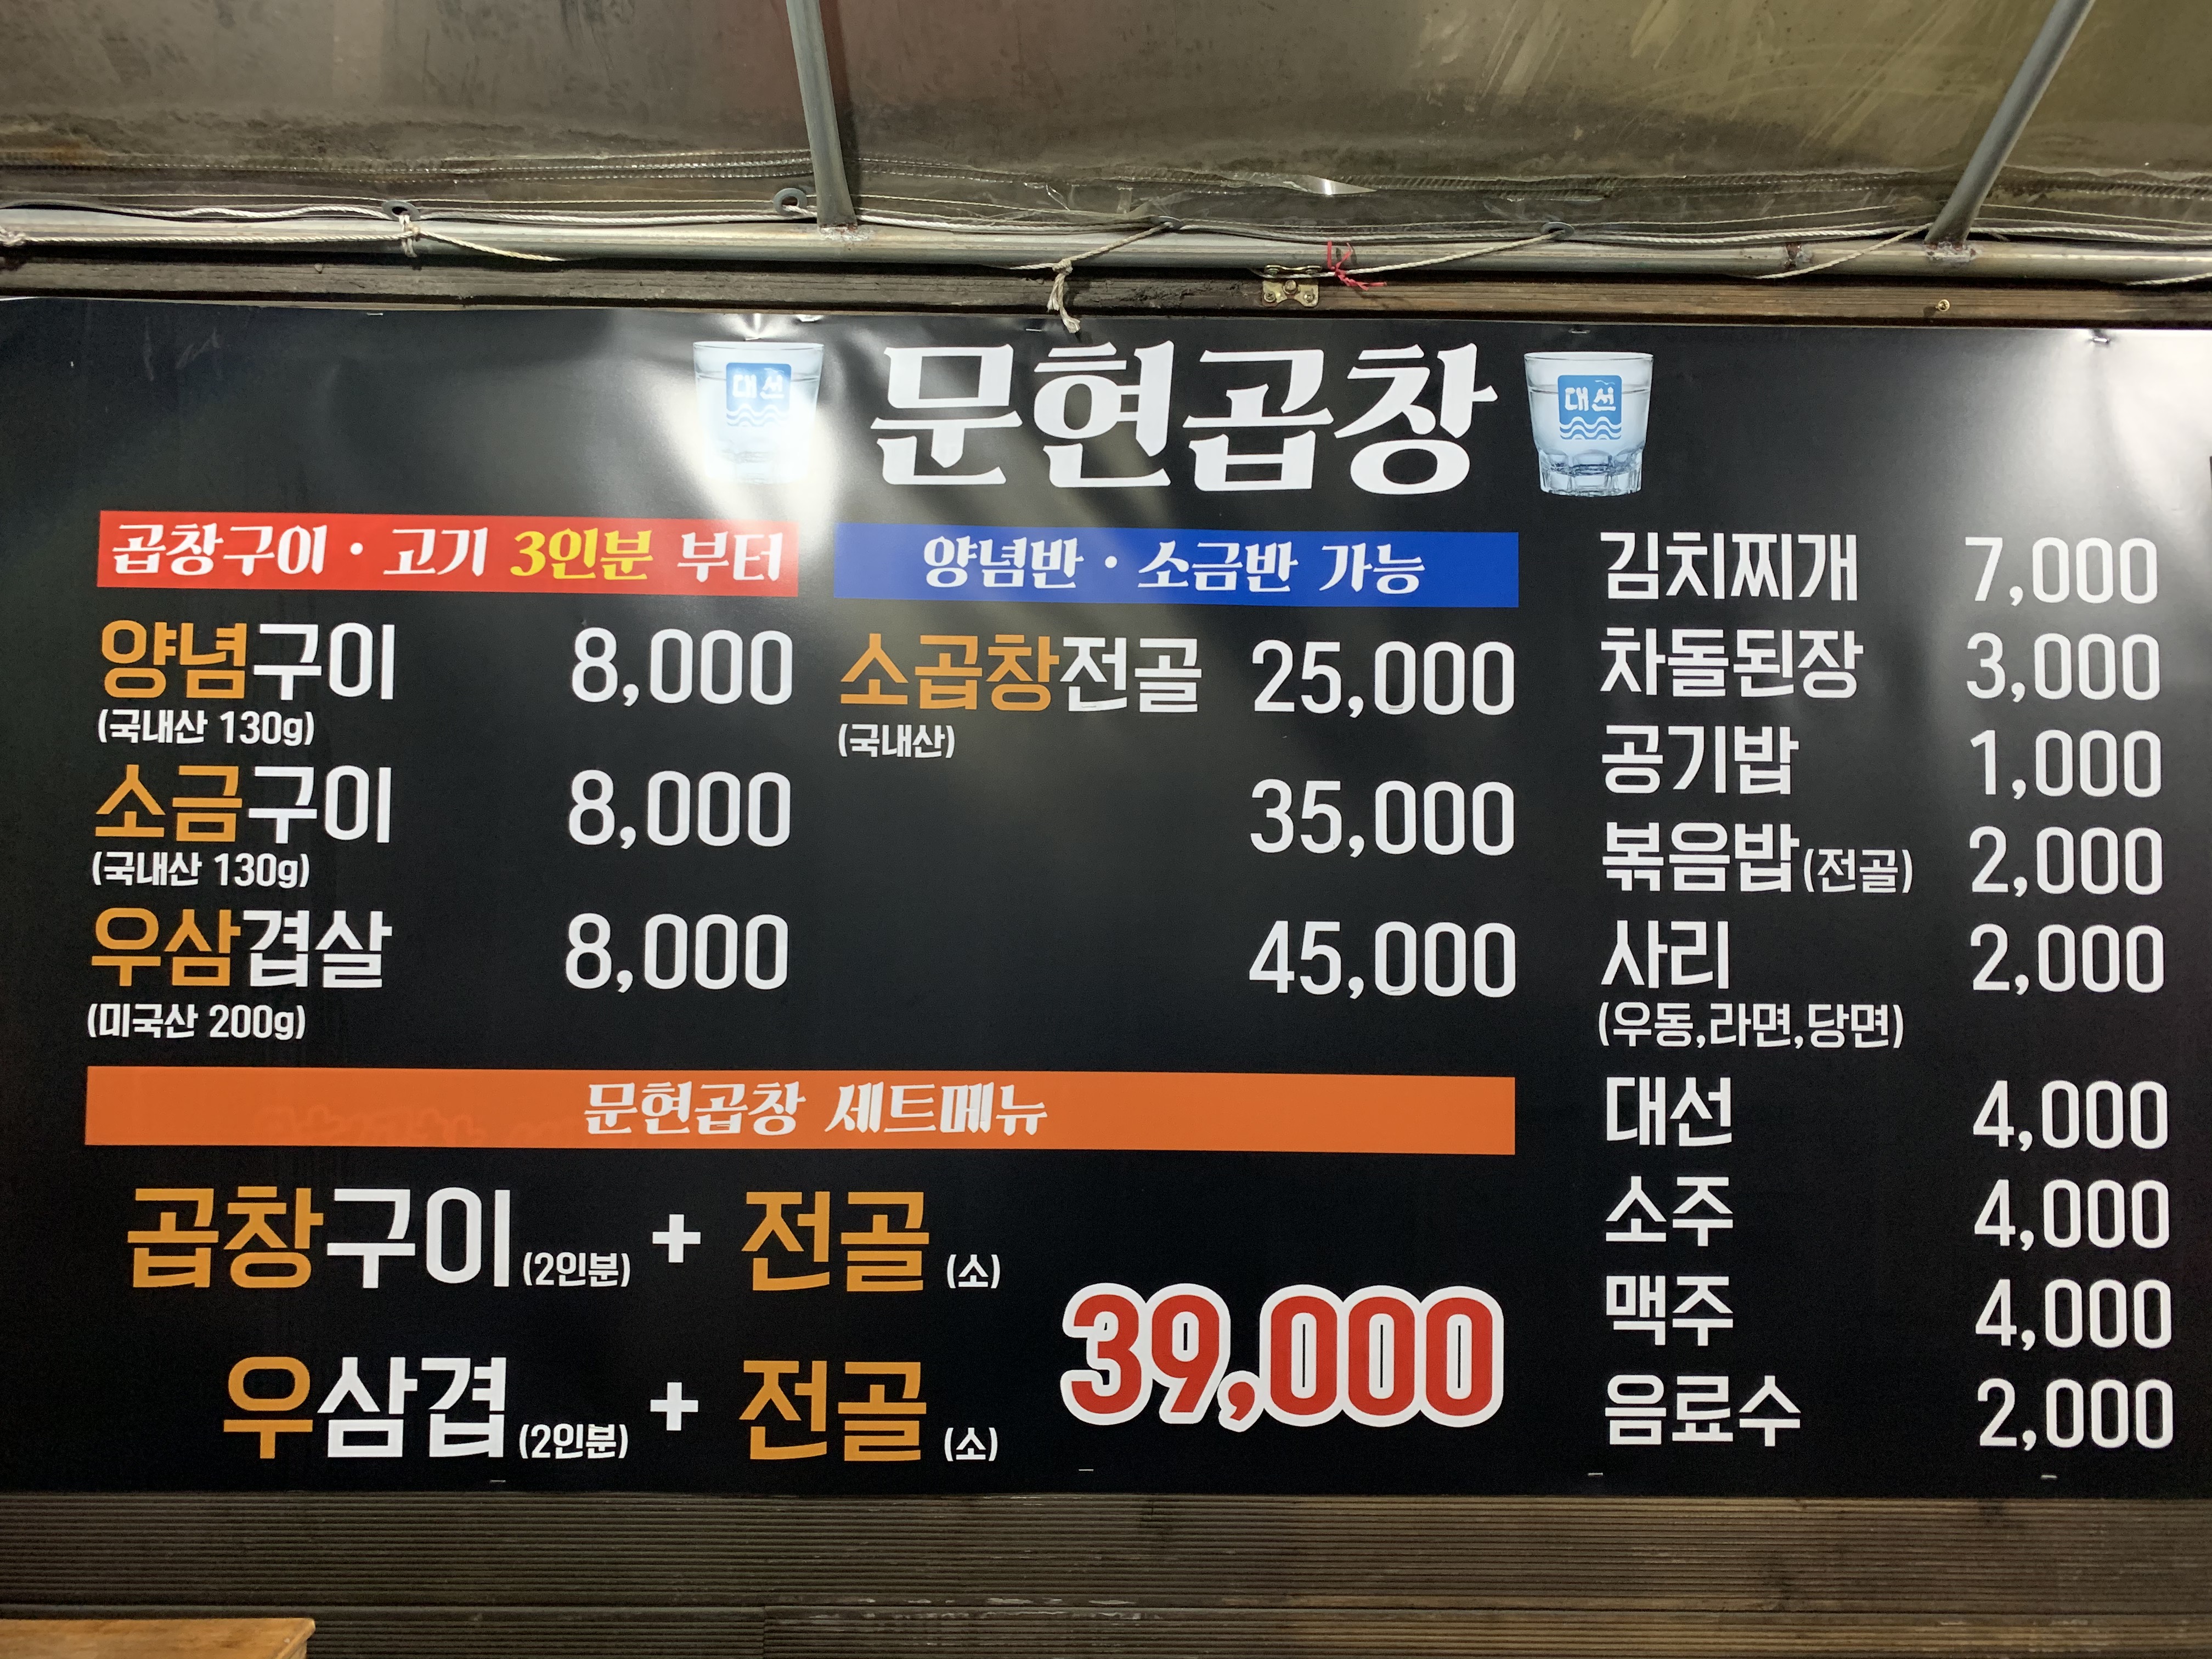 대선 문현곱창 대선
곱창구이·고기 3인분 부터
양념구이 8,000
(국내산 130g)
소금구이 8,000
(국내산 130g)
우삼겹살 8,000
(미국산 200g)
양념반·소금반 가능
소곱창전골 25,000
(국내산)
35,000
45,000
문현곱창 세트메뉴
곱창구이(2인분) + 전골(소)
우삼겹(2인분) + 전골(소)
39,000
김치찌개 7,000
차돌된장 3,000
공기밥 1,000
볶음밥(전골) 2,000
사리 2,000
(우동,라면,당면)
대선 4,000
소주 4,000
맥주 4,000
음료수 2,000